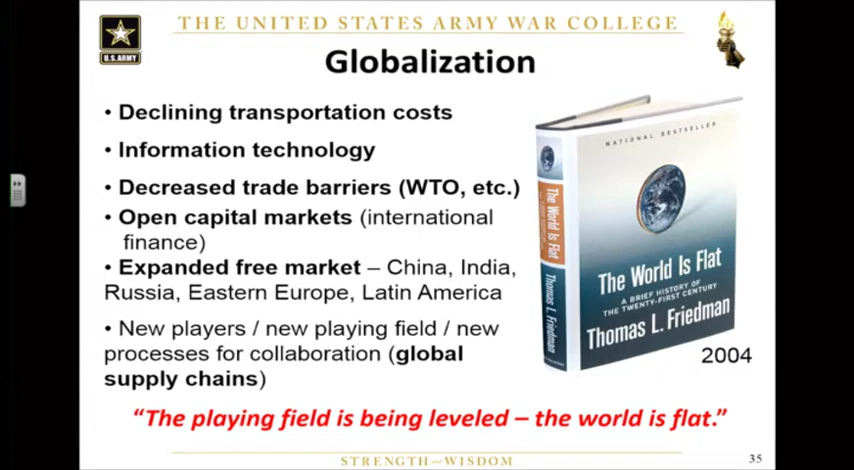 THE UNITED STATES ARMY WAR COLLEGE
U.S.ARMY
Globalization
• Declining transportation costs
• Information technology
• Decreased trade barriers (WTO, etc.)
• Open capital markets (international
finance)
• Expanded free market – China, India,
Russia, Eastern Europe, Latin America
• New players / new playing field / new
processes for collaboration (global
supply chains)
NATIONAL BESTSELLER
The World Is Flat
A BRIEF HISTORY OF
THE TWENTY-FIRST CENTURY
Thomas L. Friedman
The World Is Flat
Thomas L. Friedman
2004
“The playing field is being leveled – the world is flat.”
STRENGTH—WISDOM
35